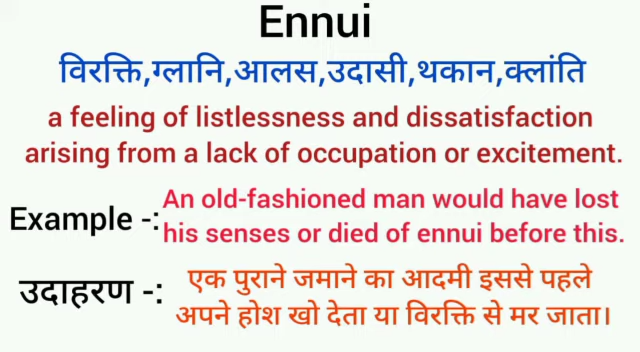 Ennui
विरक्ति,ग्लानि,आलस,उदासी,थकान,क्लांति
a feeling of listlessness and dissatisfaction
arising from a lack of occupation or excitement.
Example -: An old-fashioned man would have lost
his senses or died of ennui before this.
उदाहरण -: एक पुराने जमाने का आदमी इससे पहले
अपने होश खो देता या विरक्ति से मर जाता।